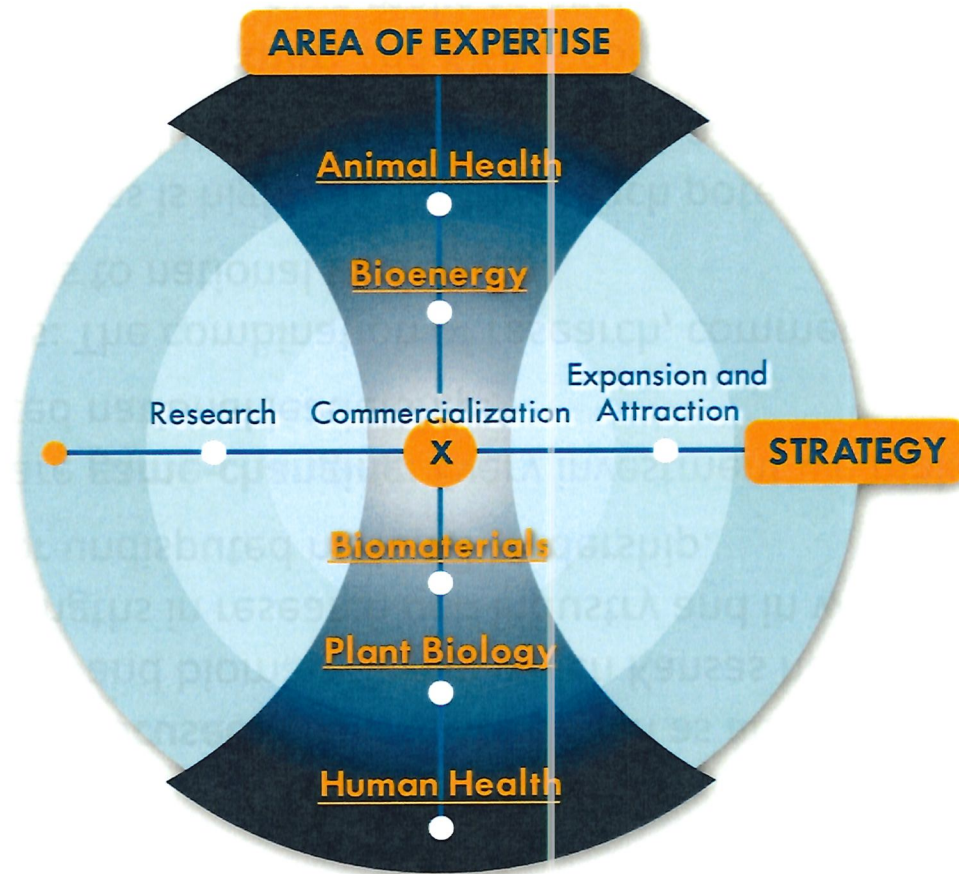 AREA OF EXPERTISE
Animal Health
Bioenergy
Expansion and
Research Commercialization Attraction
X STRATEGY
Biomaterials
Plant Biology
Human Health